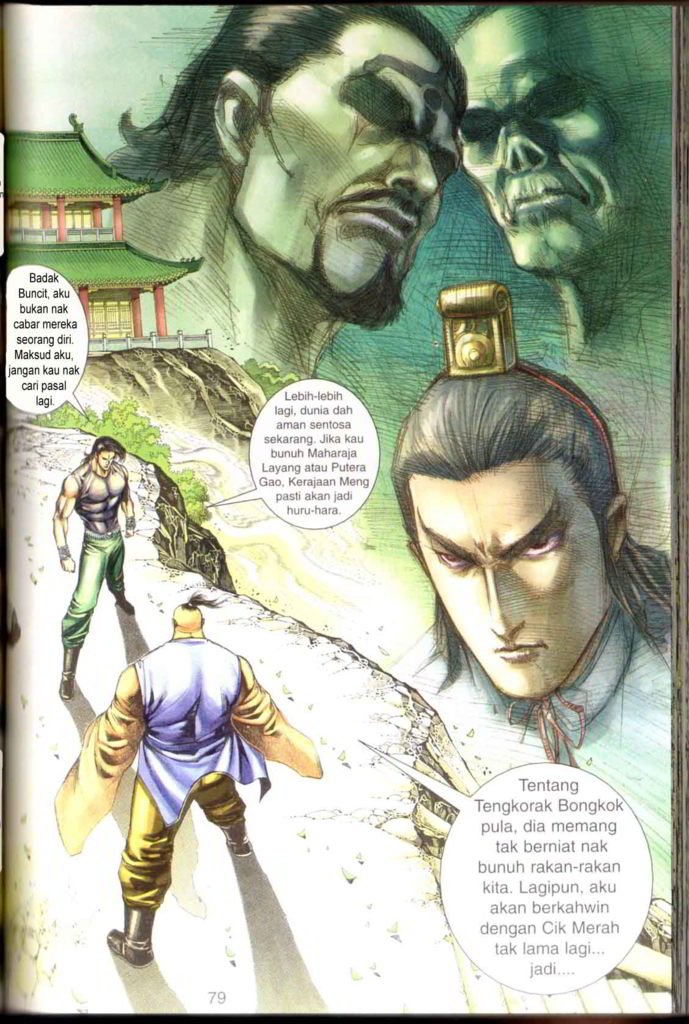 Badak
Buncit, aku
bukan nak
cabar mereka
seorang diri.
Maksud aku,
jangan kau nak
cari pasal
lagi.
Lebih-lebih
lagi, dunia dah
aman sentosa
sekarang. Jika kau
bunuh Maharaja
Layang atau Putera
Gao, Kerajaan Meng
pasti akan jadi
huru-hara.
Tentang
Tengkorak Bongkok
pula, dia memang
tak berniat nak
bunuh rakan-rakan
kita. Lagipun, aku
akan berkahwin
dengan Cik Merah
tak lama lagi...
jadi....
79